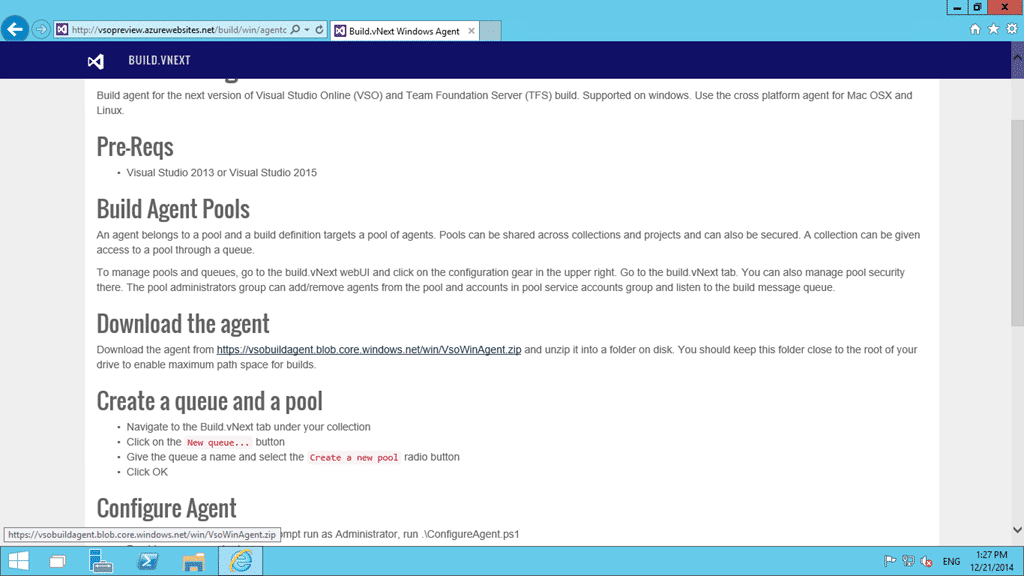 http://vsopreview.azurewebsites.net/build/win/agentc
Build.vNext Windows Agent
BUILD.VNEXT
Build agent for the next version of Visual Studio Online (VSO) and Team Foundation Server (TFS) build. Supported on windows. Use the cross platform agent for Mac OSX and
Linux.
Pre-Reqs
Visual Studio 2013 or Visual Studio 2015
Build Agent Pools
An agent belongs to a pool and a build definition targets a pool of agents. Pools can be shared across collections and projects and can also be secured. A collection can be given
access to a pool through a queue.
To manage pools and queues, go to the build.vNext webUI and click on the configuration gear in the upper right. Go to the build.vNext tab. You can also manage pool security
there. The pool administrators group can add/remove agents from the pool and accounts in pool service accounts group and listen to the build message queue.
Download the agent
Download the agent from https://vsobuildagent.blob.core.windows.net/win/VsoWinAgent.zip and unzip it into a folder on disk. You should keep this folder close to the root of your
drive to enable maximum path space for builds.
Create a queue and a pool
Navigate to the Build.vNext tab under your collection
Click on the New queue... button
Give the queue a name and select the Create a new pool radio button
Click OK
Configure Agent
mpt run as Administrator, run .\ConfigureAgent.ps1
https://vsobuildagent.blob.core.windows.net/win/VsoWinAgent.zip
ENG
1:27 PM
12/21/2014